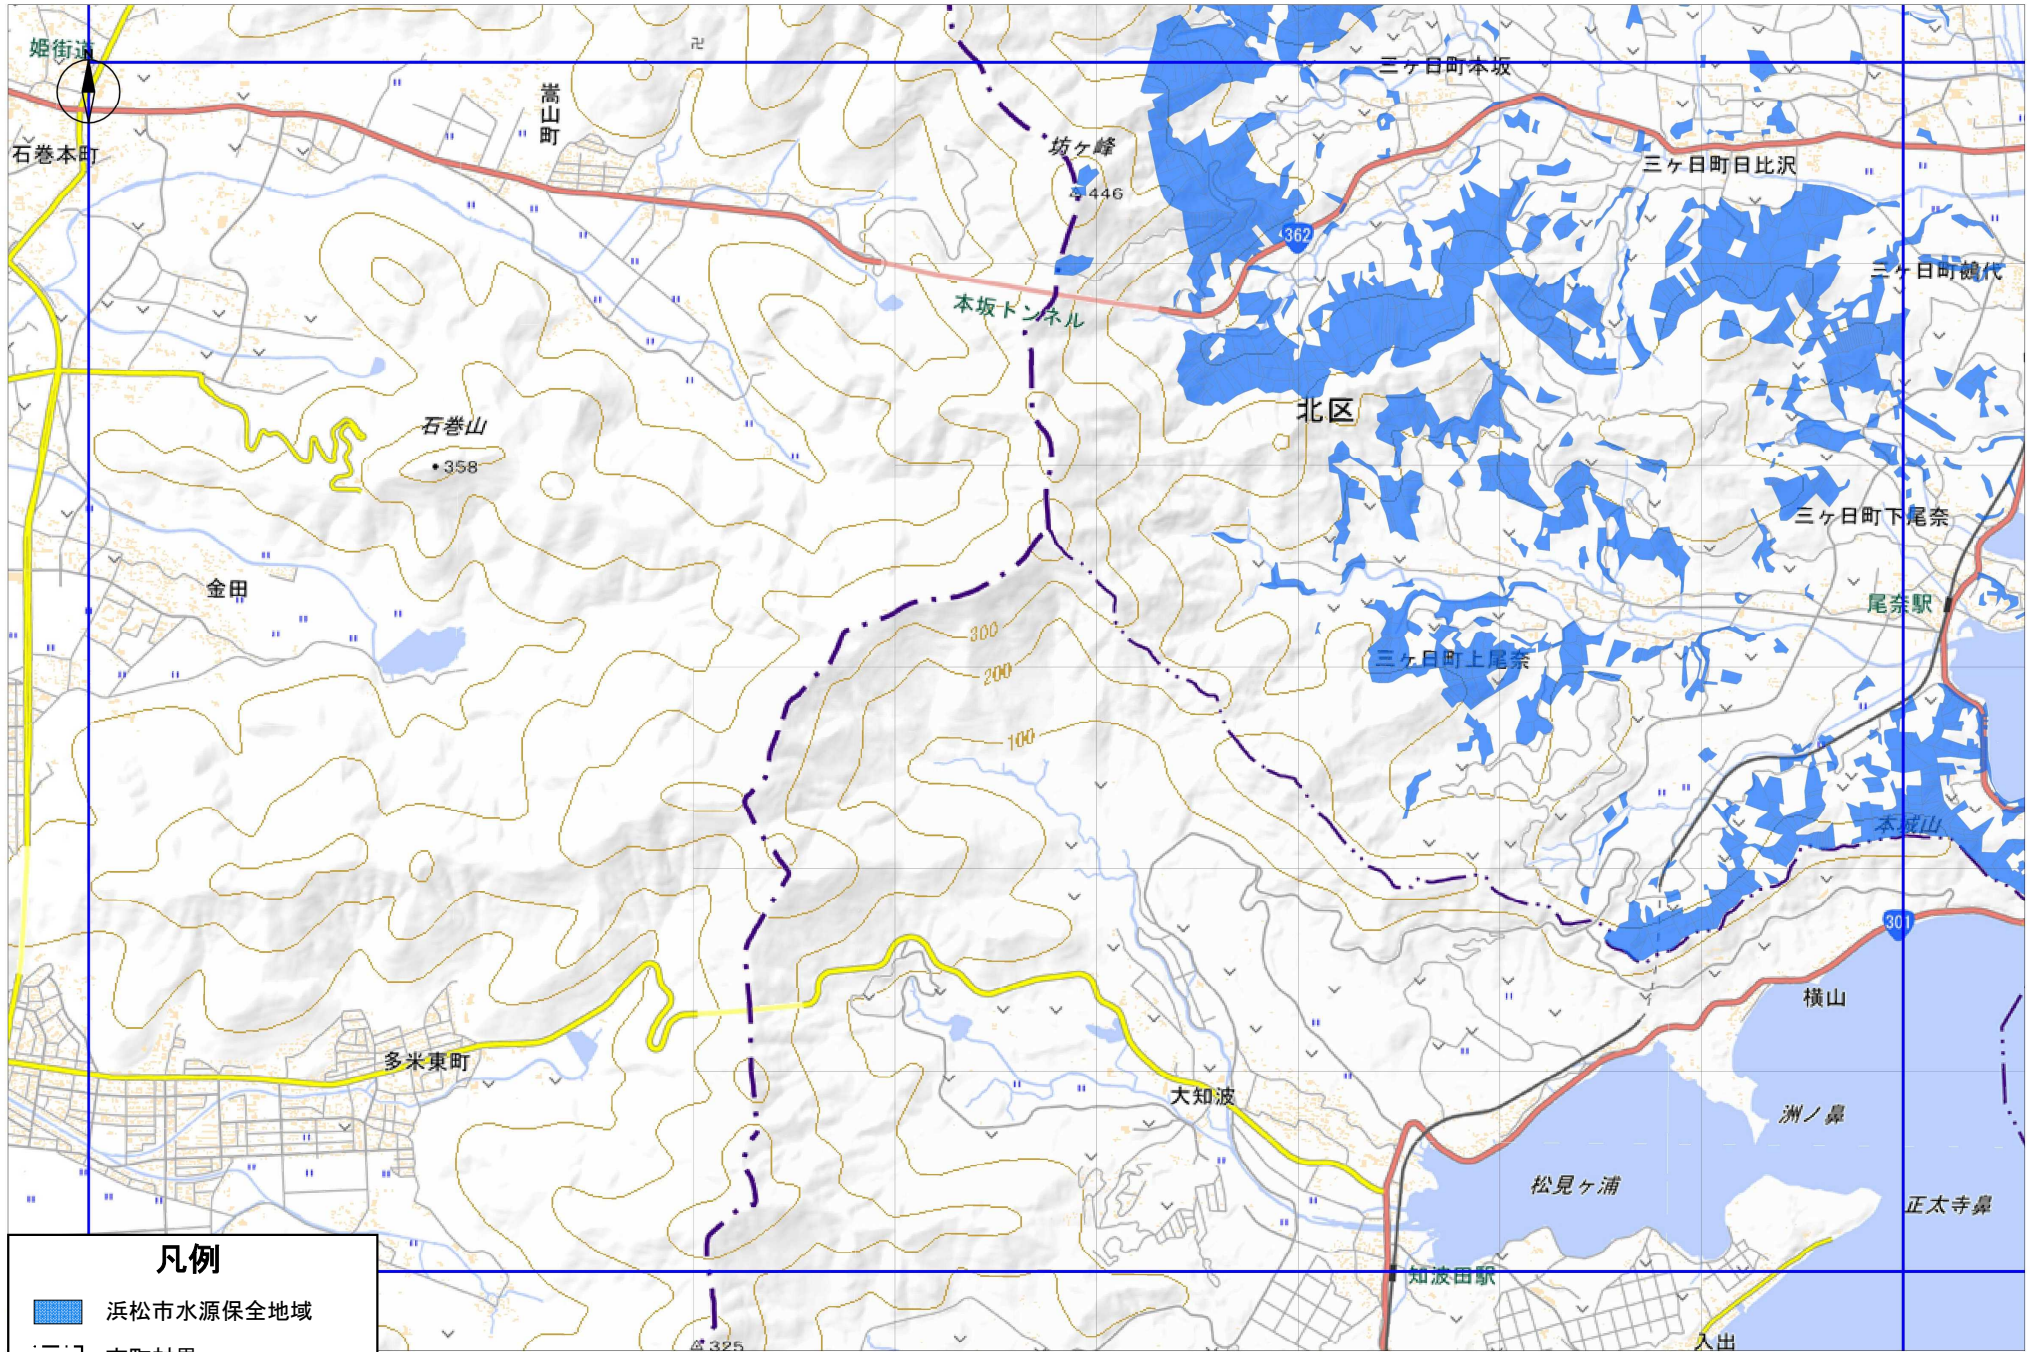 姫街道
N
三ヶ日町本坂
嵩山町
石巻本町
坊ヶ峰
446
三ヶ日町日比沢
362
三ヶ日町鵺代
本坂トンネル
北区
石巻山
358
三ヶ日町下尾奈
金田
尾奈駅
300
三ヶ日町上尾奈
200
100
本城山
301
横山
多米東町
大知波
洲ノ鼻
松見ヶ浦
正太寺鼻
凡例
知波田駅
浜松市水源保全地域
325
入出